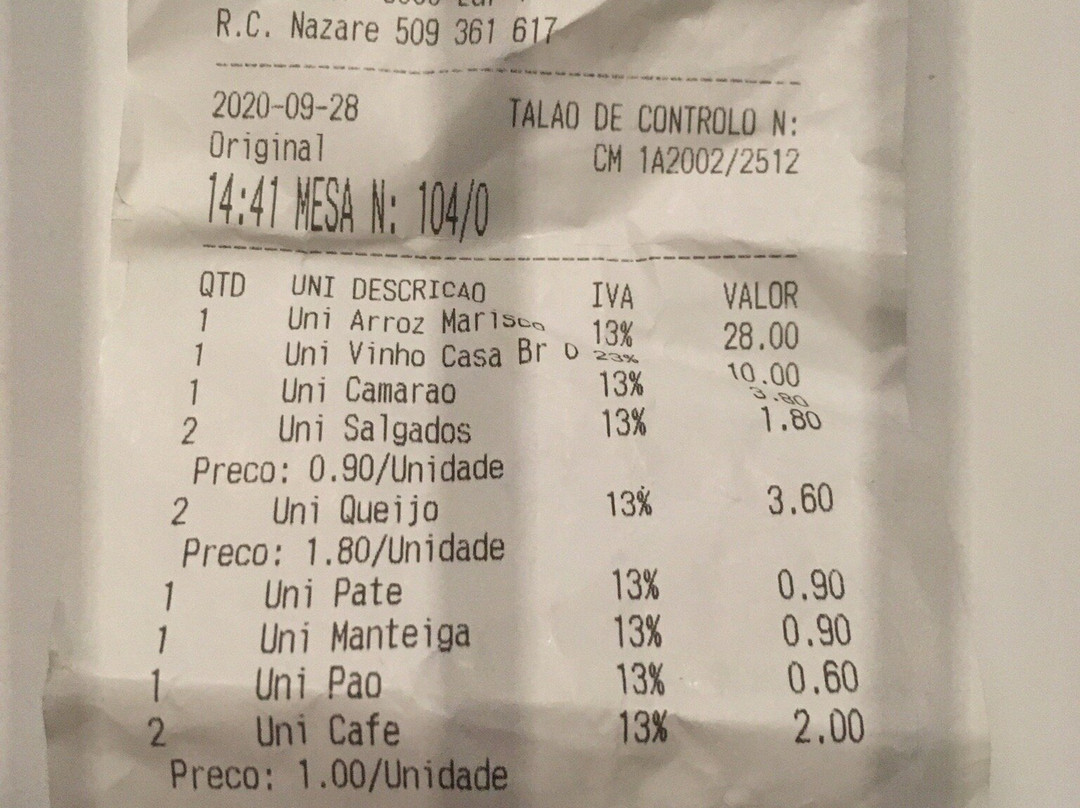 R.C. Nazare 509 361 617
2020-09-28 TALAO DE CONTROLO N:
Original CM 1A2002/2512
14:41 MESA N: 104/0
QTD UNI DESCRICAO IVA VALOR
1 Uni Arroz Marisco 13% 28.00
1 Uni Vinho Casa Br 0 23% 10.00
1 Uni Camarao 13% 3.80
2 Uni Salgados 13% 1.80
Preco: 0.90/Unidade
2 Uni Queijo 13% 3.60
Preco: 1.80/Unidade
1 Uni Pate 13% 0.90
1 Uni Manteiga 13% 0.90
1 Uni Pao 13% 0.60
2 Uni Cafe 13% 2.00
Preco: 1.00/Unidade